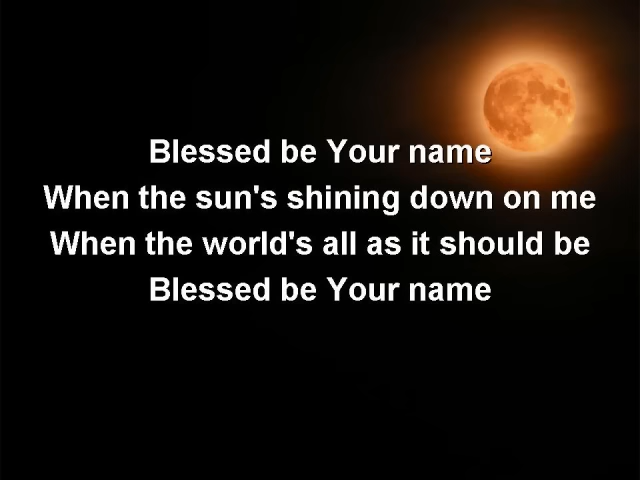 Blessed be Your name
When the sun's shining down on me
When the world's all as it should be
Blessed be Your name